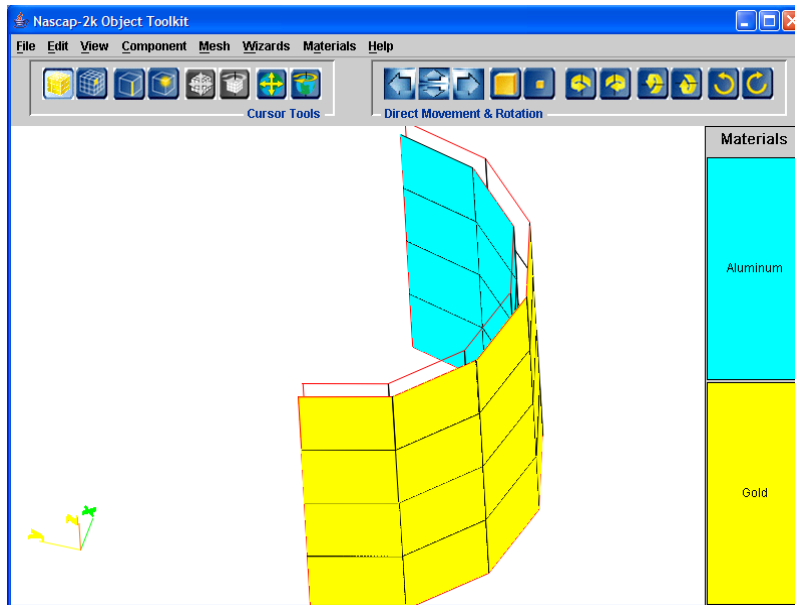 Nascap-2k Object Toolkit
File Edit View Component Mesh Wizards Materials Help
Cursor Tools
Direct Movement & Rotation
Materials
Aluminum
Gold